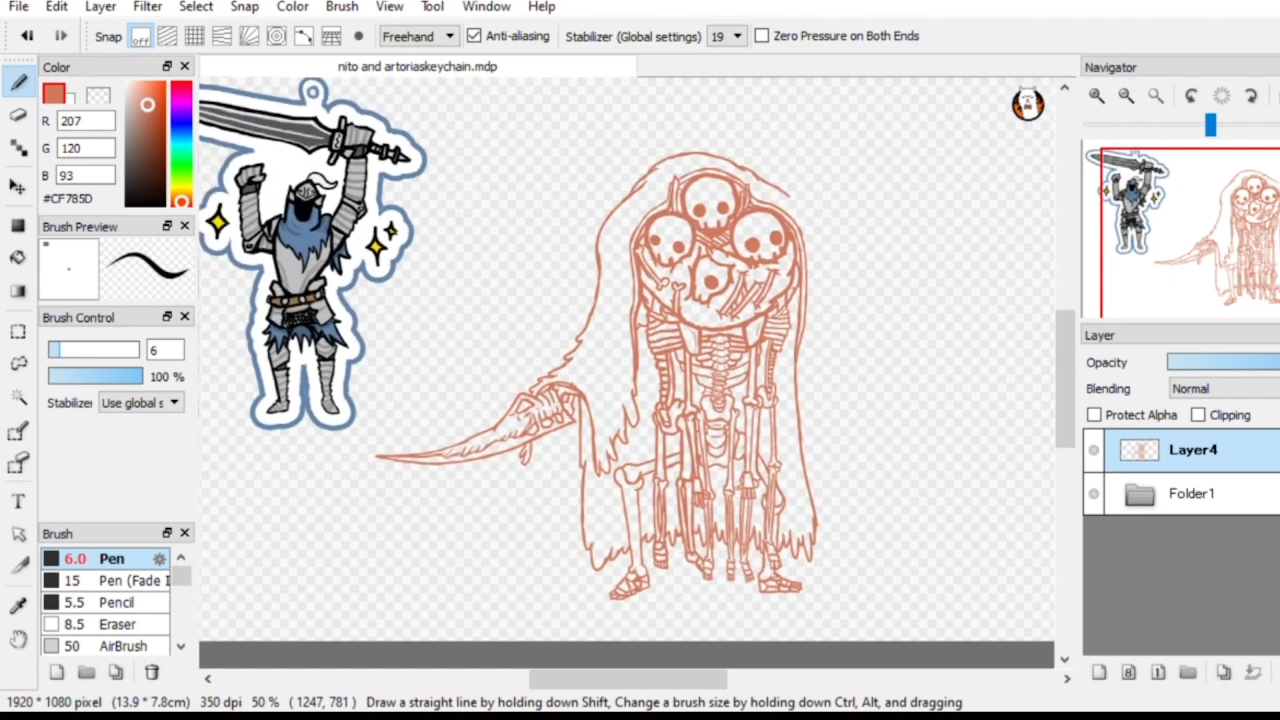 File Edit Layer Filter Select Snap Color Brush View Tool Window Help
Snap off Freehand Anti-aliasing Stabilizer (Global settings) 19 Zero Pressure on Both Ends
Color
nito and artoriaskeychain.mdp
Navigator
R 207
G 120
B 93
#CF785D
Brush Preview
Brush Control
6
100 %
Stabilizer Use global s
Layer
Opacity
Blending Normal
Protect Alpha Clipping
Layer4
Folder1
Brush
6.0 Pen
15 Pen (Fade I
5.5 Pencil
8.5 Eraser
50 AirBrush
T
8 1
1920 * 1080 pixel (13.9 * 7.8cm) 350 dpi 50 % ( 1247, 781 ) Draw a straight line by holding down Shift, Change a brush size by holding down Ctrl, Alt, and dragging